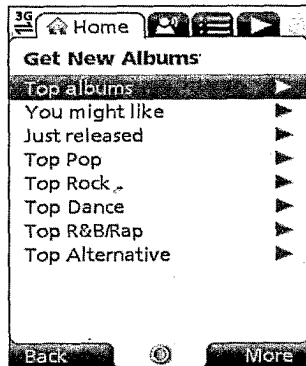 3G Home
Get New Albums
Top albums
You might like
Just released
Top Pop
Top Rock
Top Dance
Top R&B/Rap
Top Alternative
Back More